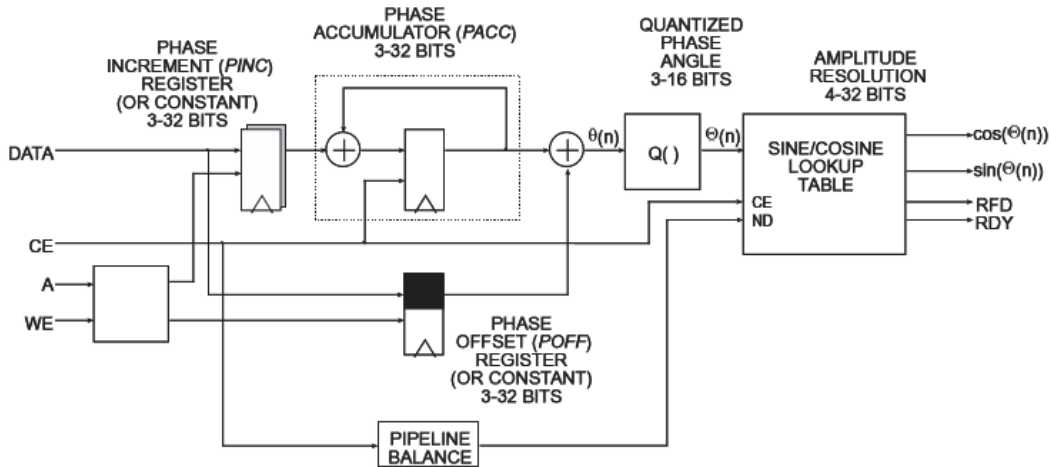 PHASE
ACCUMULATOR (PACC)
3-32 BITS
PHASE
INCREMENT (PINC)
REGISTER
(OR CONSTANT)
3-32 BITS
QUANTIZED
PHASE
ANGLE
3-16 BITS
AMPLITUDE
RESOLUTION
4-32 BITS
DATA
θ(n)
Q( )
Θ(n)
SINE/COSINE
LOOKUP
TABLE
CE
ND
cos(Θ(n))
sin(Θ(n))
RFD
RDY
CE
A
WE
PHASE
OFFSET (POFF)
REGISTER
(OR CONSTANT)
3-32 BITS
PIPELINE
BALANCE